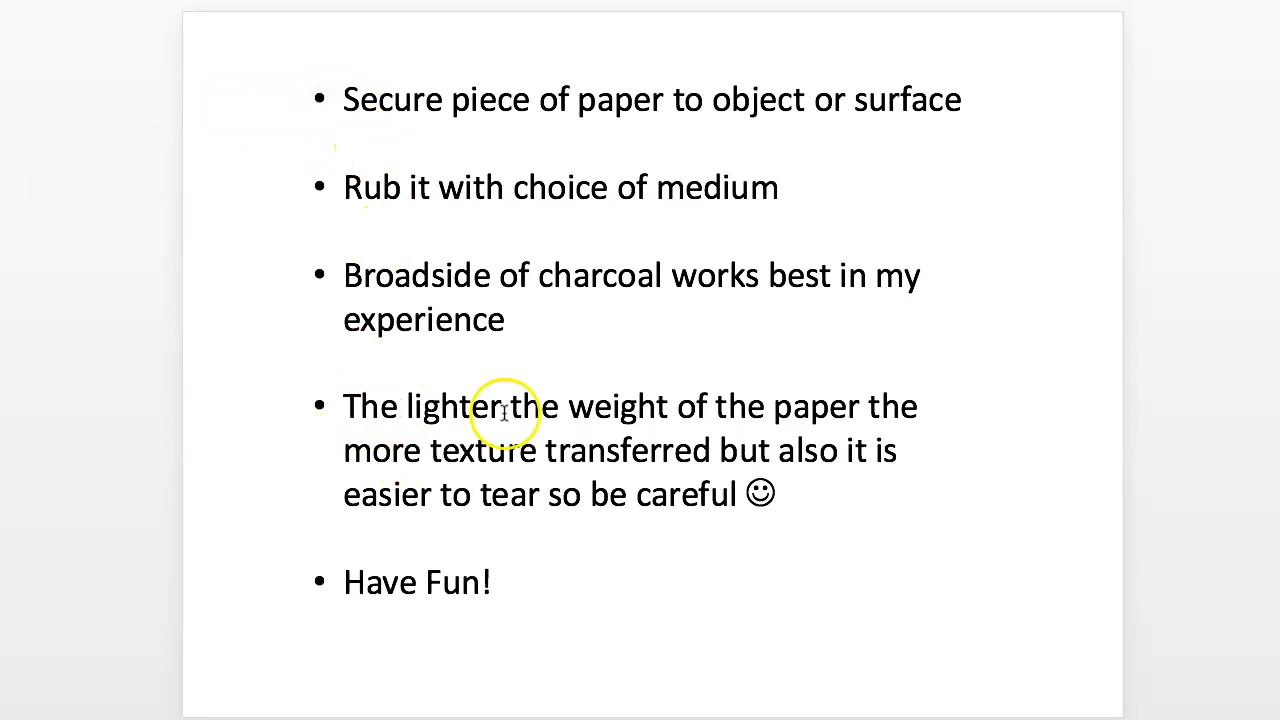 • Secure piece of paper to object or surface
• Rub it with choice of medium
• Broadside of charcoal works best in my
experience
• The lighter the weight of the paper the
more texture transferred but also it is
easier to tear so be careful ☺
• Have Fun!